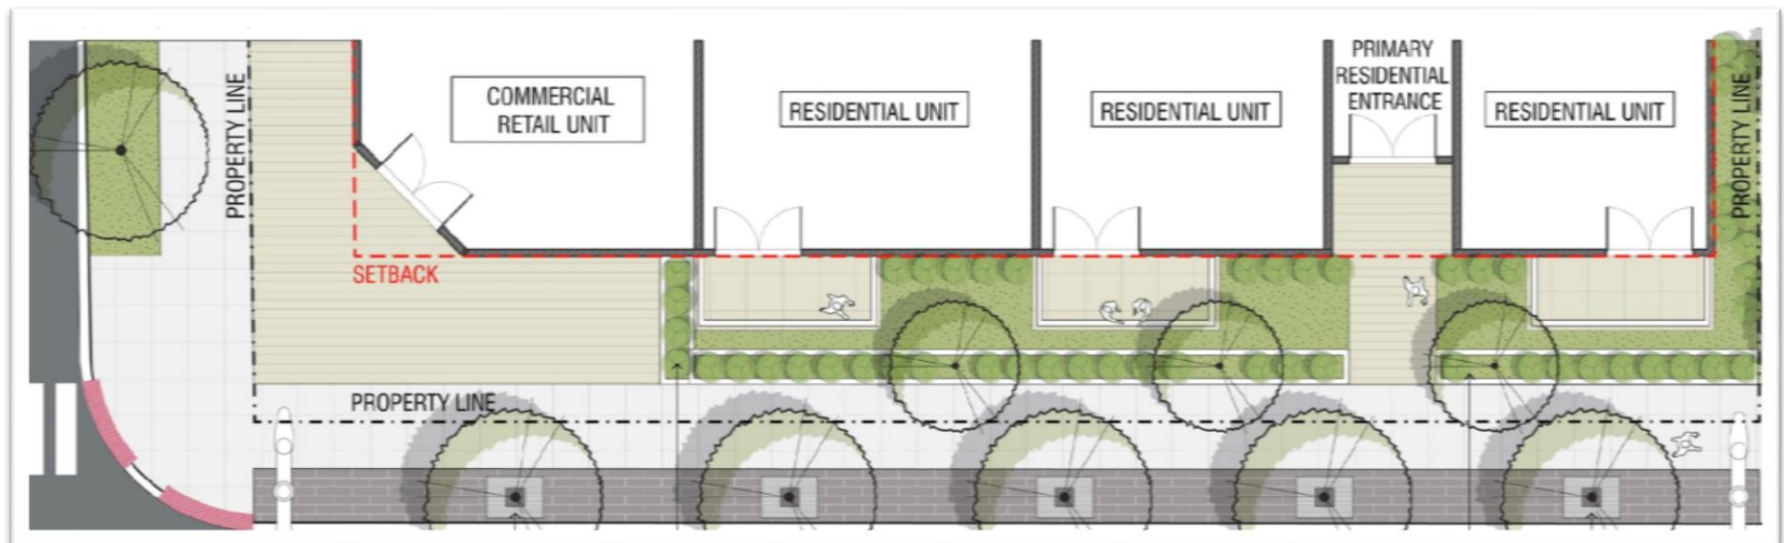 PROPERTY LINE
COMMERCIAL
RETAIL UNIT
RESIDENTIAL UNIT
RESIDENTIAL UNIT
PRIMARY
RESIDENTIAL
ENTRANCE
RESIDENTIAL UNIT
PROPERTY LINE
SETBACK
PROPERTY LINE